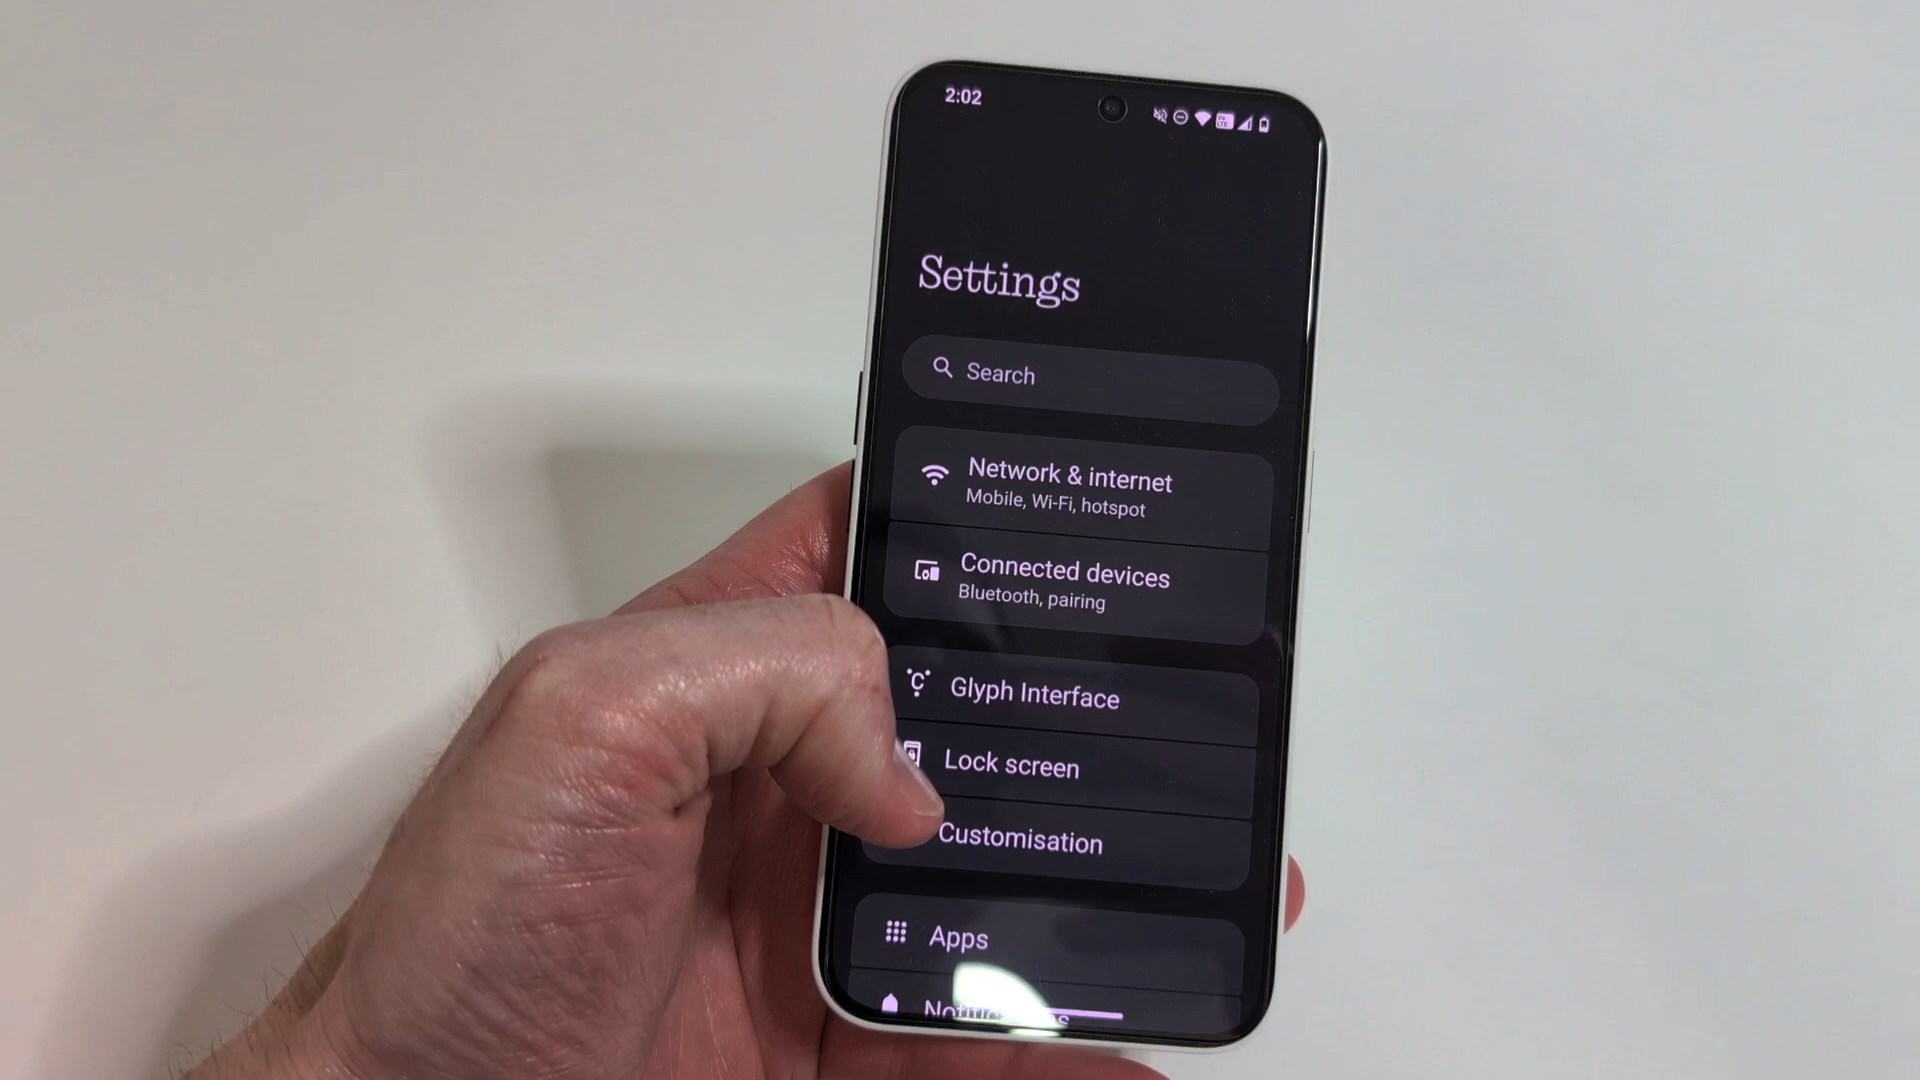 2:02
Settings
Search
Network & internet
Mobile, Wi-Fi, hotspot
Connected devices
Bluetooth, pairing
Glyph Interface
Lock screen
Customisation
Apps